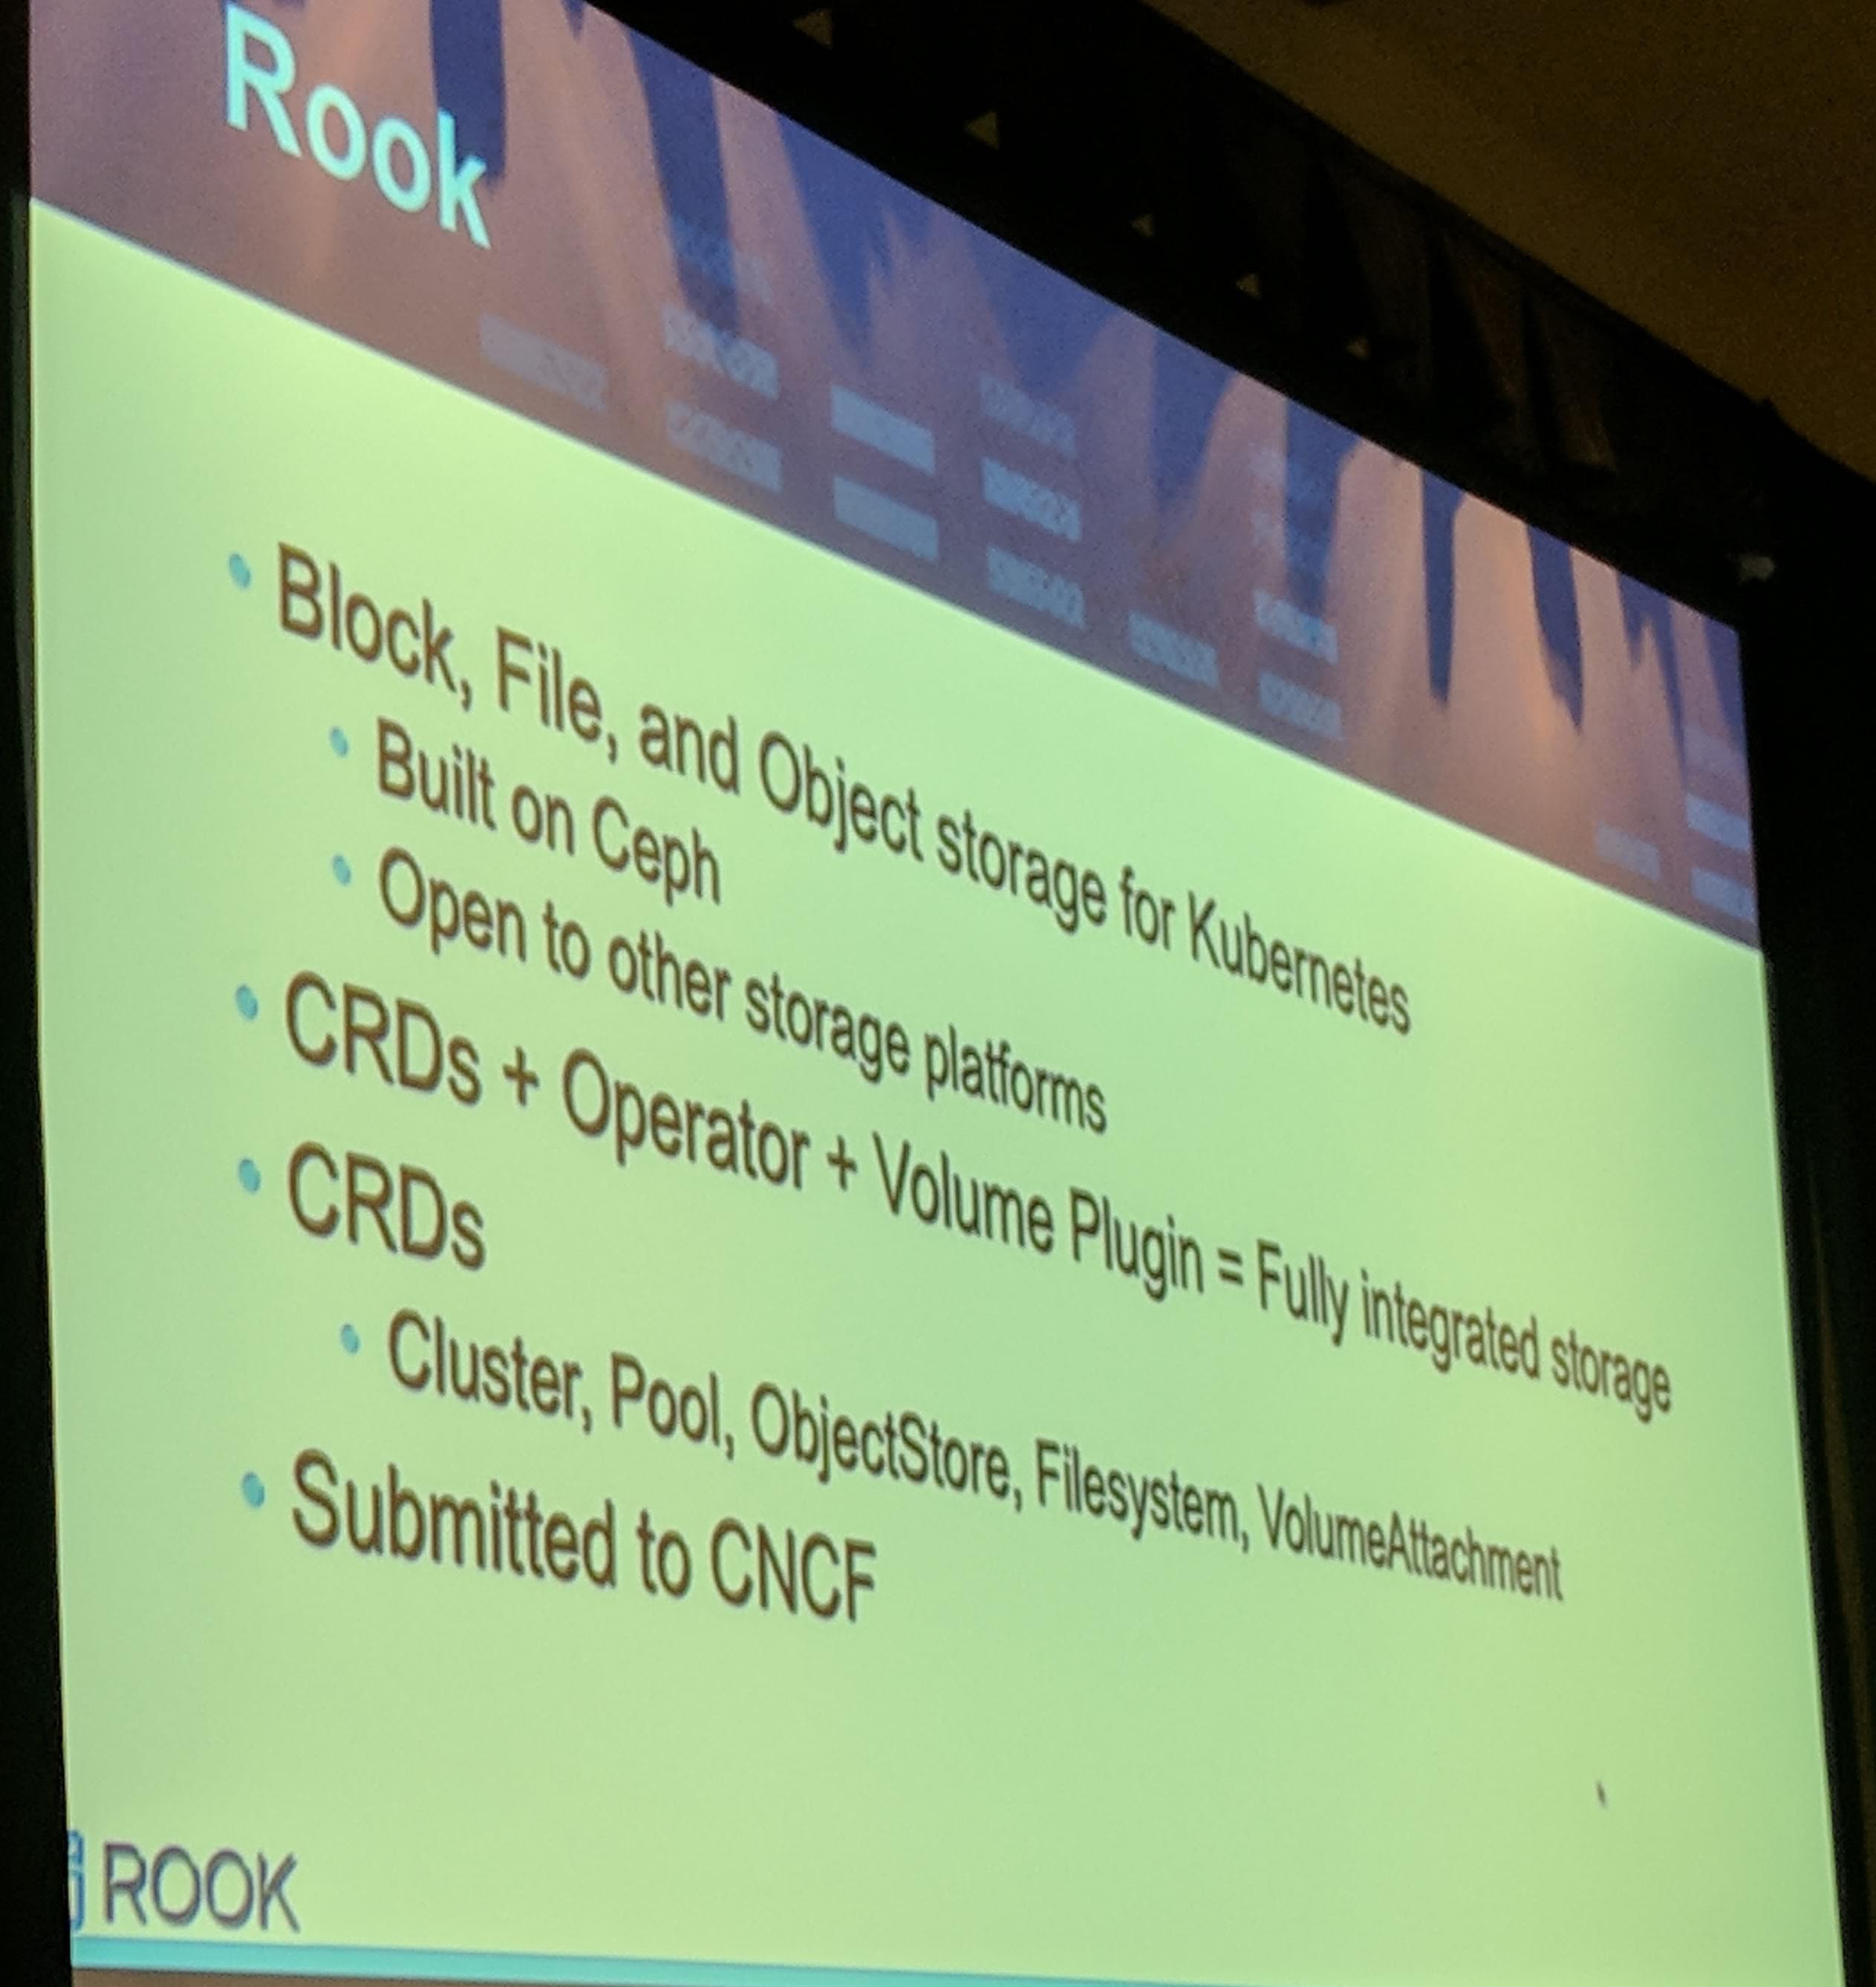 Rook
Block, File, and Object storage for Kubernetes
Built on Ceph
Open to other storage platforms
CRDs + Operator + Volume Plugin = Fully integrated storage
CRDs
Cluster, Pool, ObjectStore, Filesystem, VolumeAttachment
Submitted to CNCF
ROOK